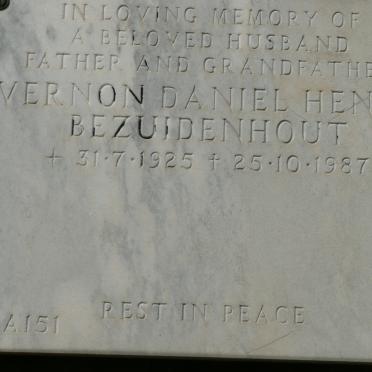 IN LOVING MEMORY OF
A BELOVED HUSBAND
FATHER AND GRANDFATHE
VERNON DANIEL HEN
BEZUIDENHOUT
+ 31·7·1925 + 25·10·1987
REST IN PEACE
A151